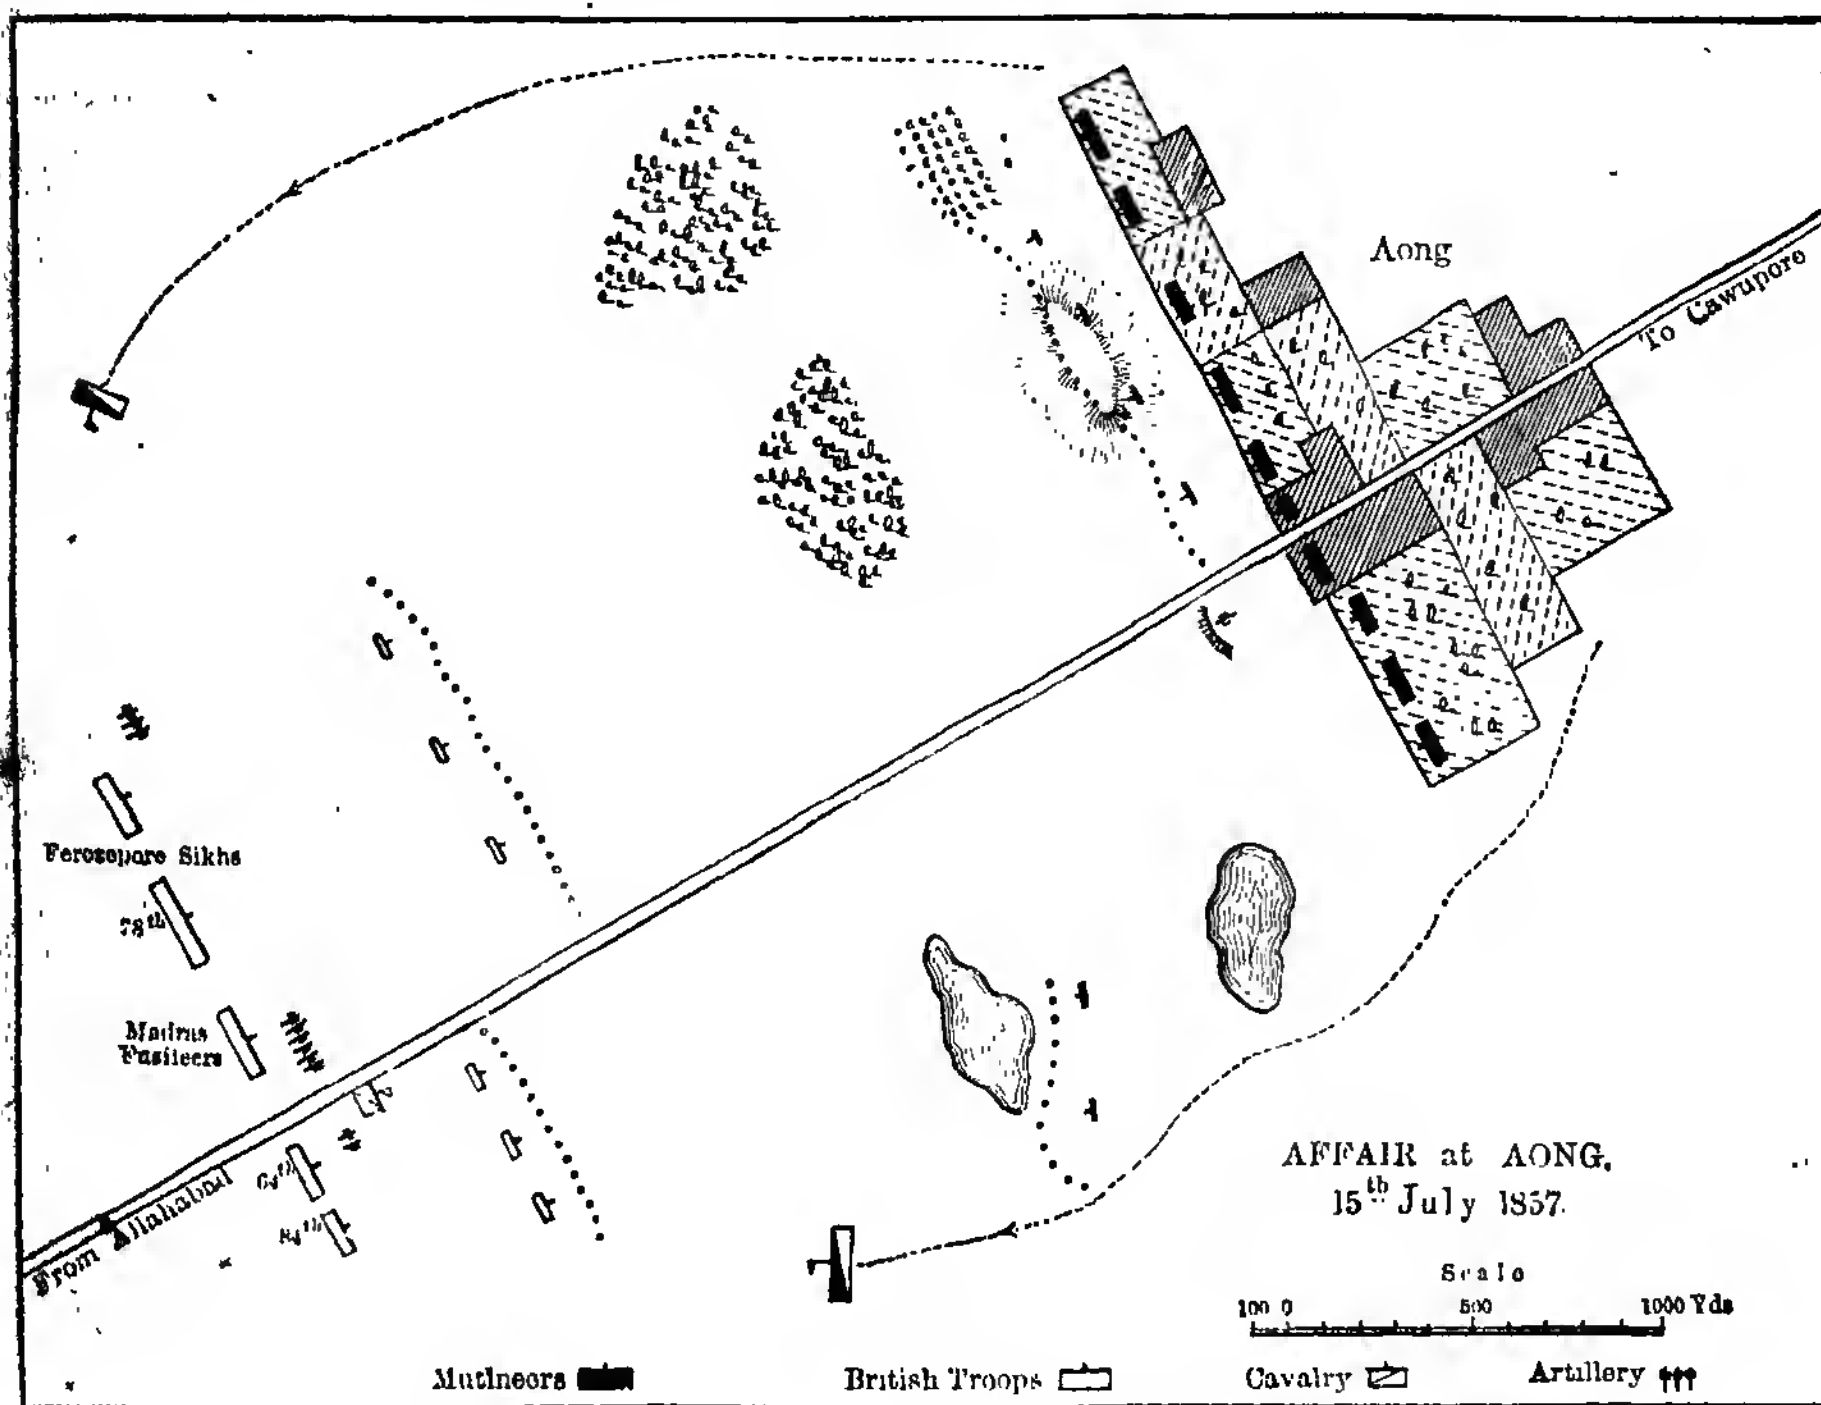 Aong
To Cawnpore
Ferozepore Sikhs
78th
Madras
Fusileers
64th
84th
From Allahabad
AFFAIR at AONG.
15th July 1857.
Scale
100 0 500 1000 Yds
Mutineers
British Troops
Cavalry
Artillery